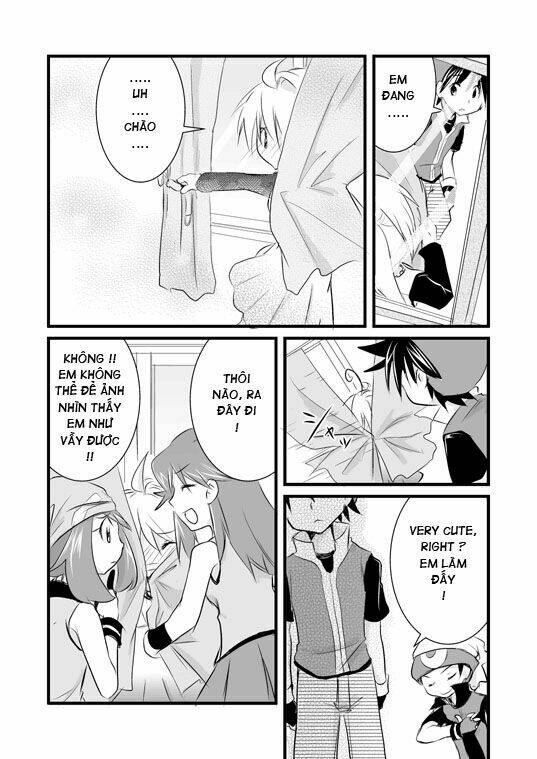 .....
UH
....
CHÀO
....
EM
ĐANG
.....
KHÔNG !!
EM KHÔNG
THỂ ĐỂ ẢNH
NHÌN THẤY
EM NHƯ
VẦY ĐƯỢC
!!
THÔI
NÀO, RA
ĐÂY ĐI
!
VERY CUTE,
RIGHT ?
EM LÀM
ĐẤY
!